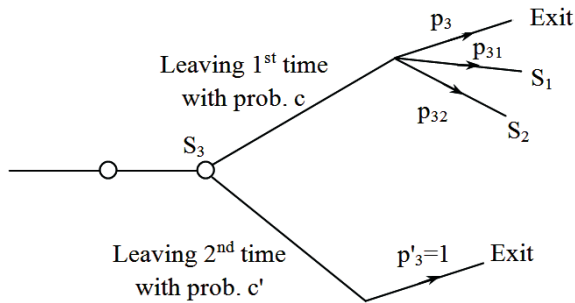 p₃
Exit
Leaving 1ˢᵗ time
with prob. c
p₃₁
S₁
p₃₂
S₂
S₃
Leaving 2ⁿᵈ time
with prob. c'
p'₃=1
Exit